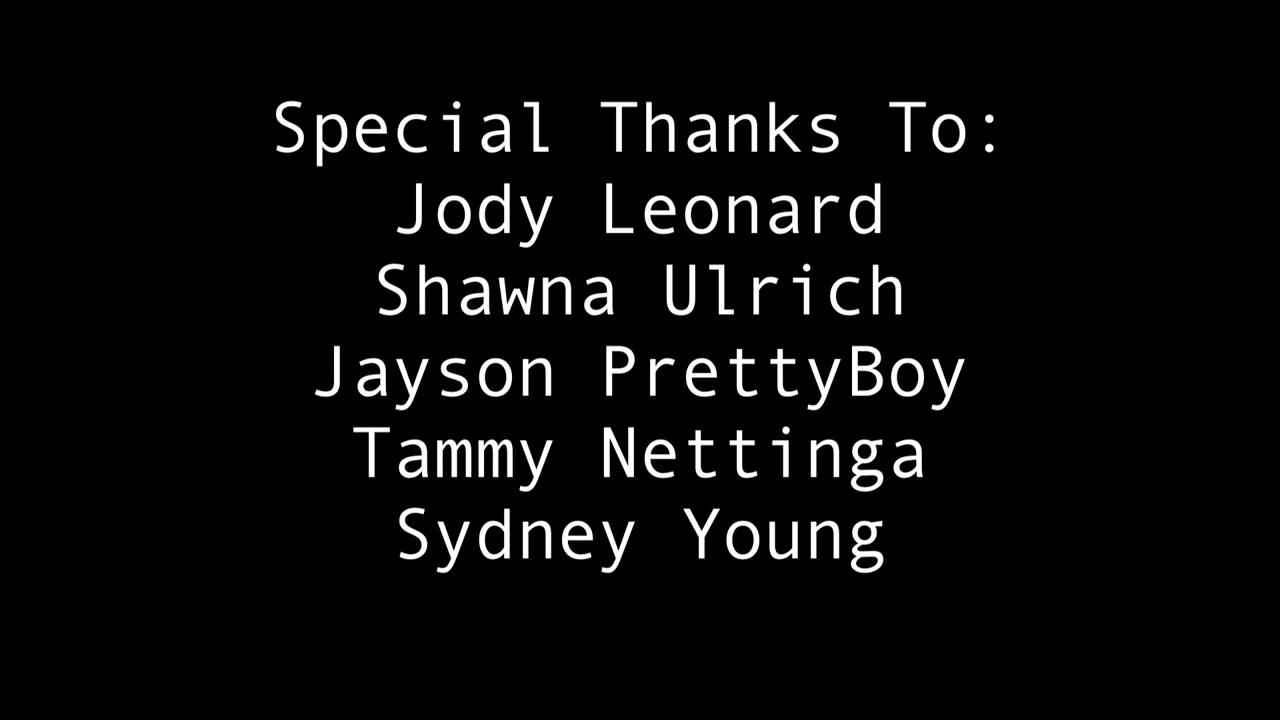 Special Thanks To:
Jody Leonard
Shawna Ulrich
Jayson PrettyBoy
Tammy Nettinga
Sydney Young